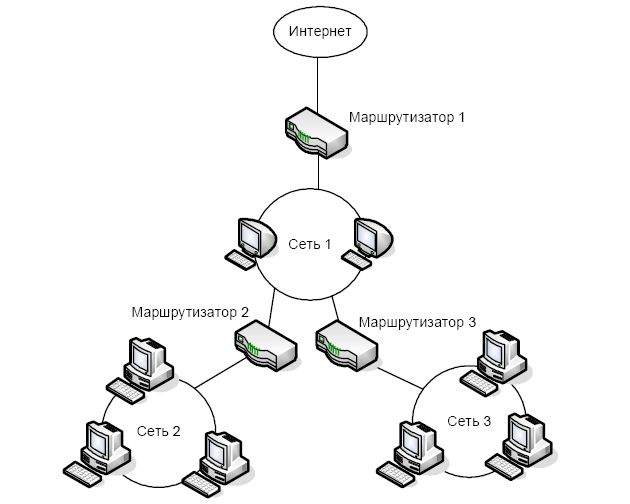 Интернет
Маршрутизатор 1
Сеть 1
Маршрутизатор 2
Маршрутизатор 3
Сеть 2
Сеть 3